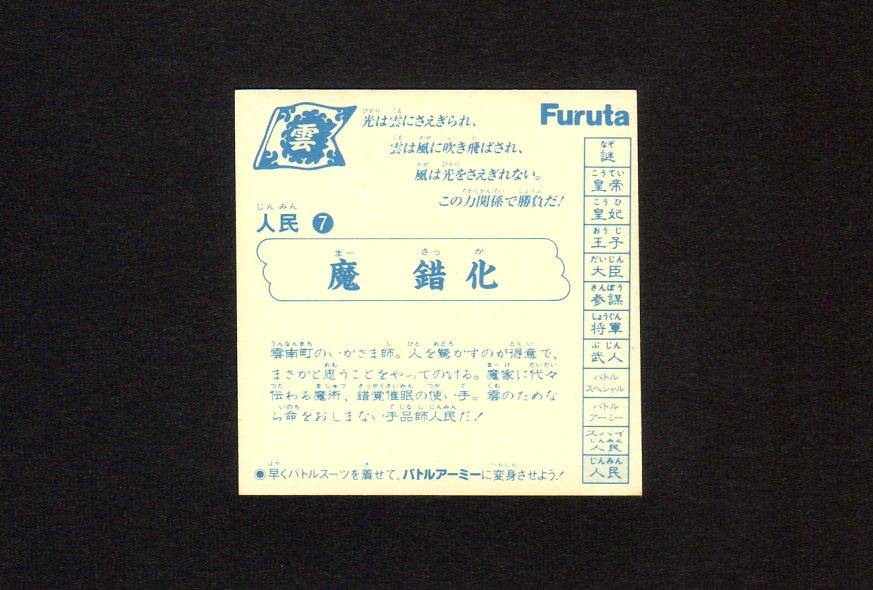 雲
光は雲にさえぎられ、
雲は風に吹き飛ばされ、
風は光をさえぎれない。
この力関係で勝負だ!
Furuta
人民 7
魔 錯化
雲南町のいかさま師。人を驚かすのが得意で、
まさかと思うことをやってのける。魔家に代々
伝わる魔術、錯覚催眠の使い手。雲のためな
ら命をおしまない手品師人民だ!
●早くバトルスーツを着せて、バトルアーミーに変身させよう!
謎
皇帝
皇妃
王子
大臣
参謀
将軍
武人
バトル
スペシャル
バトル
アーミー
スパイ
人民
人民